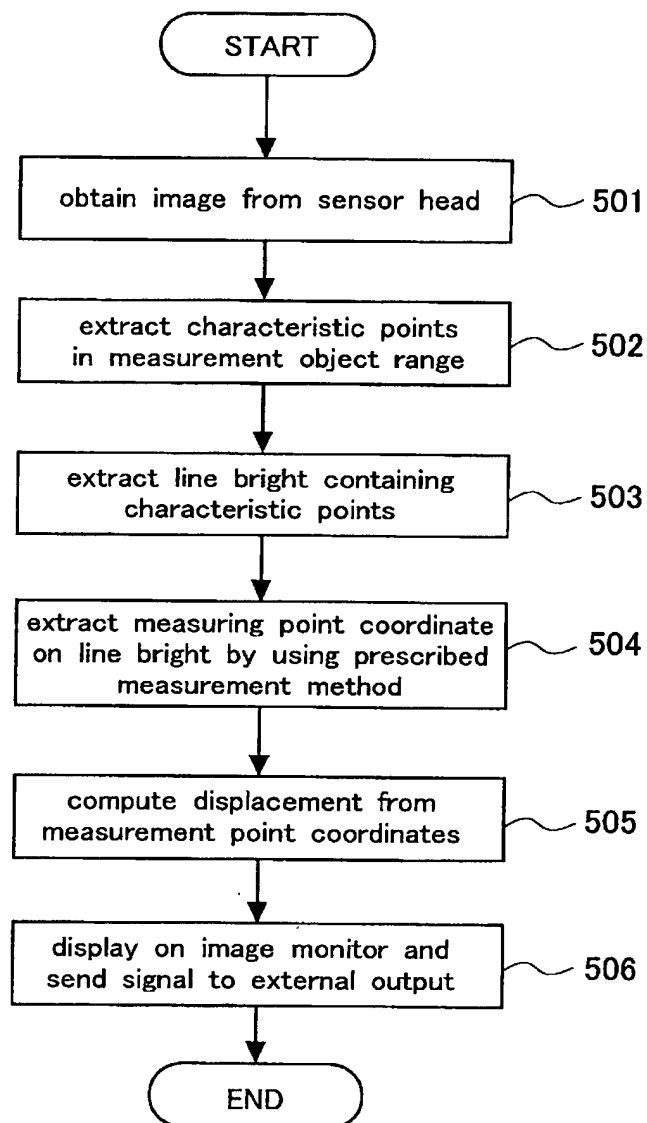 START
obtain image from sensor head
501
extract characteristic points
in measurement object range
502
extract line bright containing
characteristic points
503
extract measuring point coordinate
on line bright by using prescribed
measurement method
504
compute displacement from
measurement point coordinates
505
display on image monitor and
send signal to external output
506
END